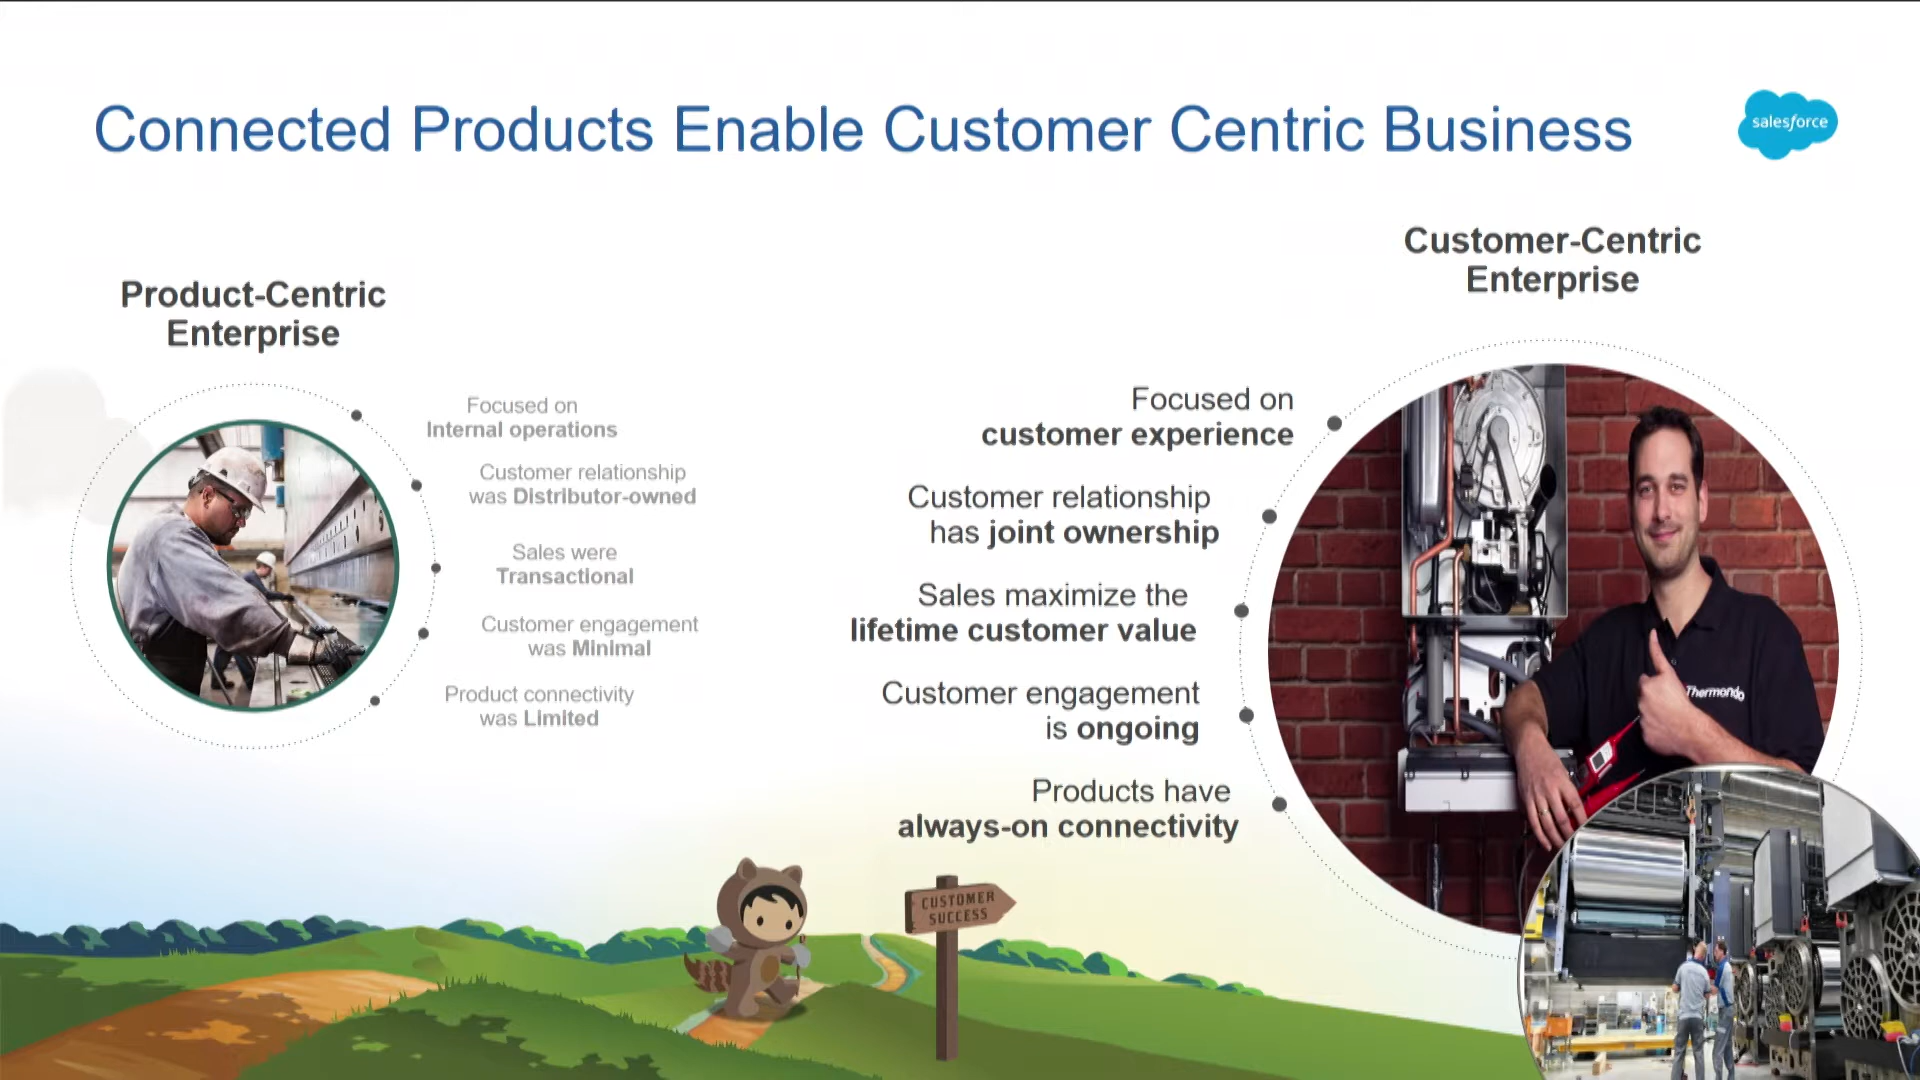 Connected Products Enable Customer Centric Business
salesforce
Product-Centric
Enterprise
Focused on
Internal operations
Customer relationship
was Distributor-owned
Sales were
Transactional
Customer engagement
was Minimal
Product connectivity
was Limited
Customer-Centric
Enterprise
Focused on
customer experience
Customer relationship
has joint ownership
Sales maximize the
lifetime customer value
Customer engagement
is ongoing
Products have
always-on connectivity
Thermondo
CUSTOMER
SUCCESS